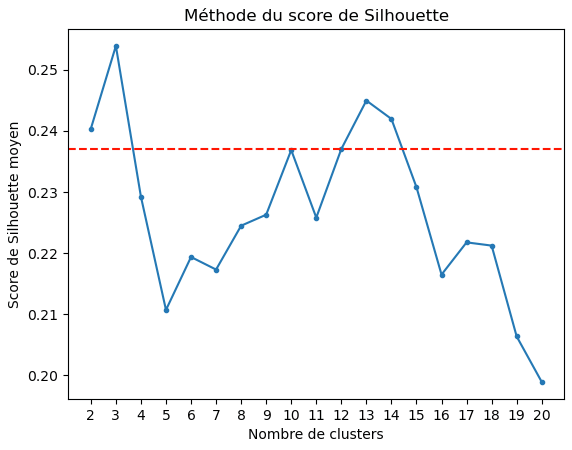 Méthode du score de Silhouette
Score de Silhouette moyen
0.25
0.24
0.23
0.22
0.21
0.20
2 3 4 5 6 7 8 9 10 11 12 13 14 15 16 17 18 19 20
Nombre de clusters